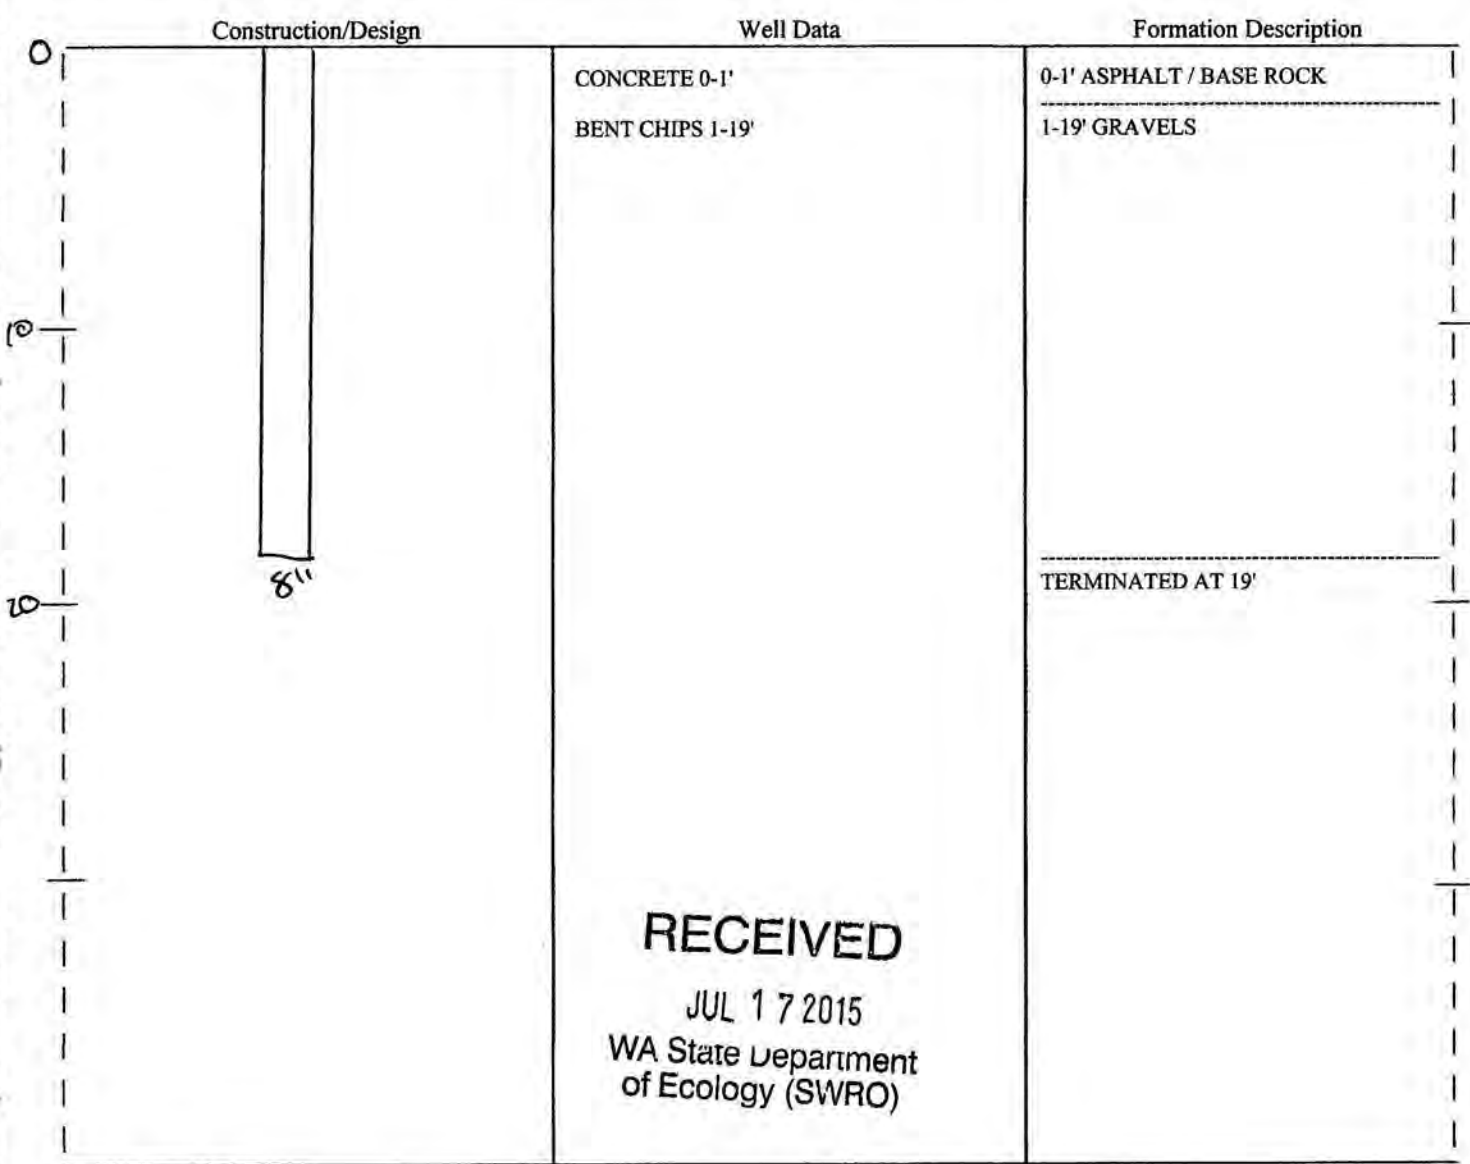 Construction/Design
Well Data
Formation Description
0
CONCRETE 0-1'
0-1' ASPHALT / BASE ROCK
BENT CHIPS 1-19'
1-19' GRAVELS
10
8"
TERMINATED AT 19'
20
RECEIVED
JUL 17 2015
WA State Department
of Ecology (SWRO)